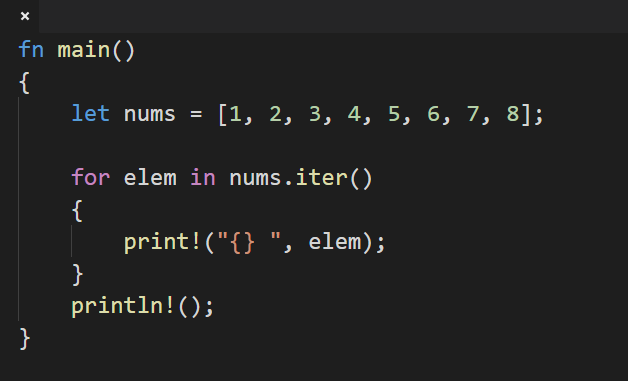 fn main()
{
    let nums = [1, 2, 3, 4, 5, 6, 7, 8];

    for elem in nums.iter()
    {
        print!("{} ", elem);
    }
    println!();
}